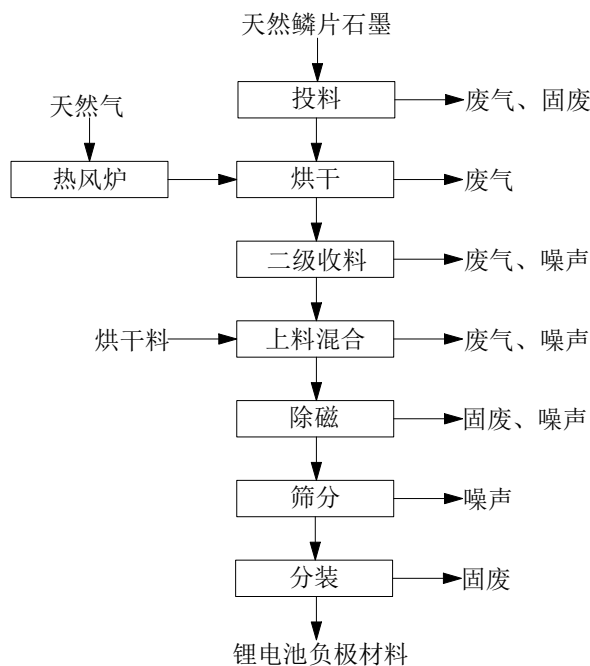 天然鳞片石墨
投料
废气、固废
天然气
热风炉
烘干
废气
二级收料
废气、噪声
烘干料
上料混合
废气、噪声
除磁
固废、噪声
筛分
噪声
分装
固废
锂电池负极材料